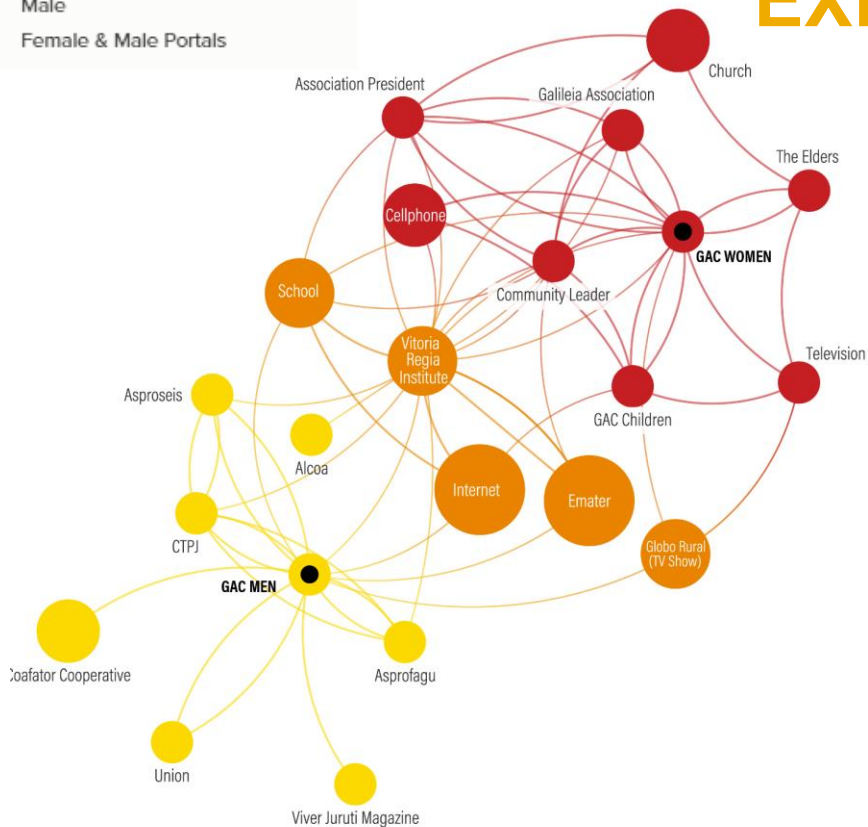 Male
Female & Male Portals
Association President
Church
Galileia Association
The Elders
Cellphone
GAC WOMEN
School
Community Leader
Vitoria
Regia
Institute
Television
Asproseis
GAC Children
Alcoa
Internet
Emater
CTPJ
Globo Rural
(TV Show)
GAC MEN
Coafator Cooperative
Asprofagu
Union
Viver Juruti Magazine